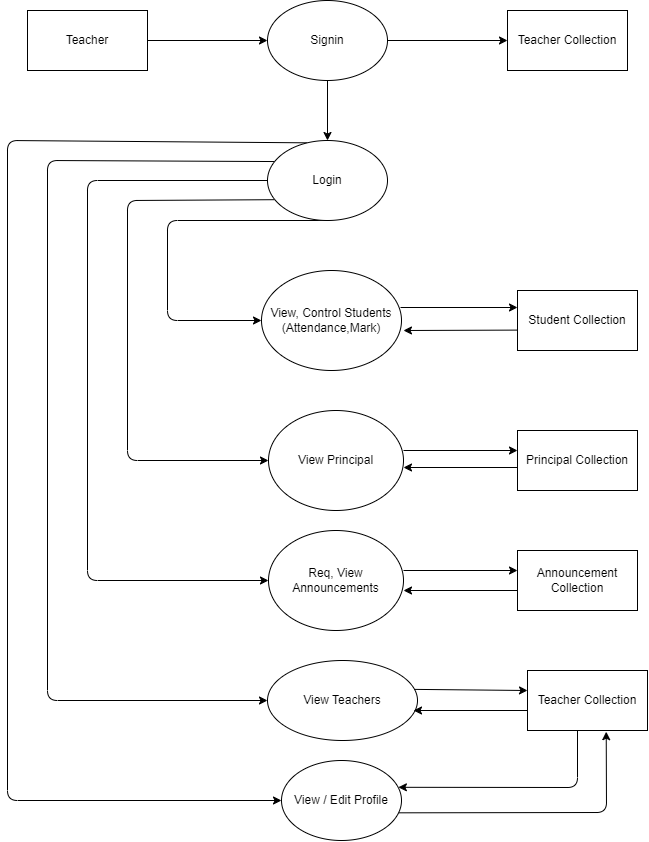 Teacher
Signin
Teacher Collection
Login
View, Control Students
(Attendance,Mark)
Student Collection
View Principal
Principal Collection
Req, View
Announcements
Announcement
Collection
View Teachers
Teacher Collection
View / Edit Profile